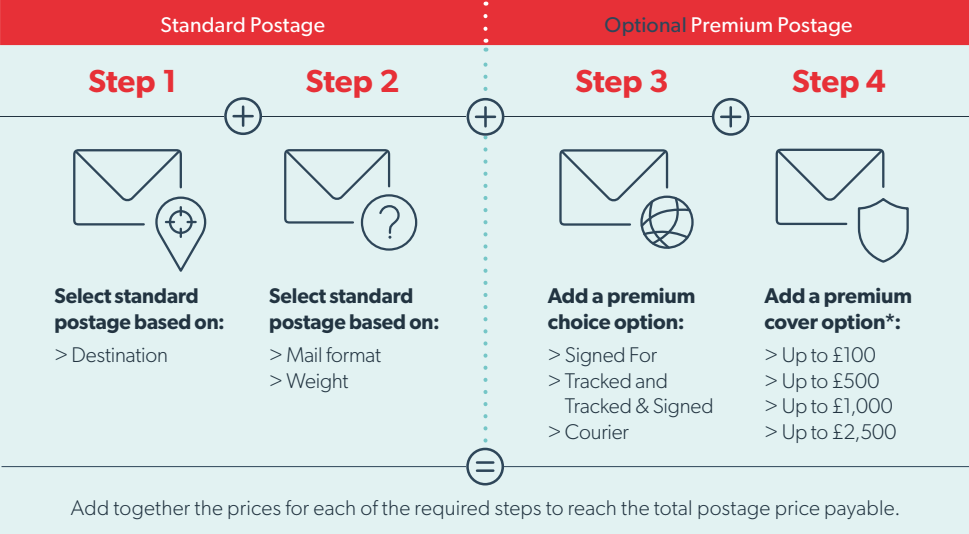 Standard Postage
Optional Premium Postage
Step 1
Step 2
Step 3
Step 4
Select standard
postage based on:
> Destination
Select standard
postage based on:
> Mail format
> Weight
Add a premium
choice option:
> Signed For
> Tracked and
Tracked & Signed
> Courier
Add a premium
cover option*:
> Up to £100
> Up to £500
> Up to £1,000
> Up to £2,500
Add together the prices for each of the required steps to reach the total postage price payable.